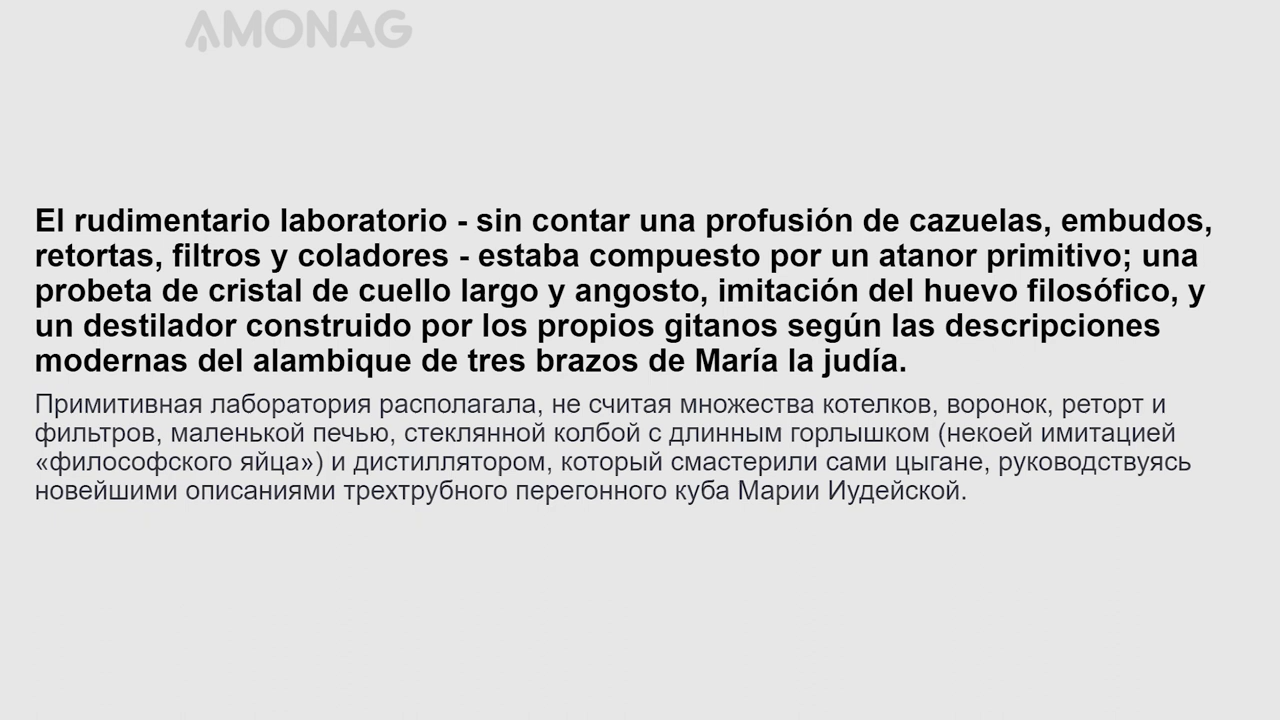 AMONAG
El rudimentario laboratorio - sin contar una profusión de cazuelas, embudos,
retortas, filtros y coladores - estaba compuesto por un atanor primitivo; una
probeta de cristal de cuello largo y angosto, imitación del huevo filosófico, y
un destilador construido por los propios gitanos según las descripciones
modernas del alambique de tres brazos de María la judía.
Примитивная лаборатория располагала, не считая множества котелков, воронок, реторт и
фильтров, маленькой печью, стеклянной колбой с длинным горлышком (некоей имитацией
«философского яйца») и дистиллятором, который смастерили сами цыгане, руководствуясь
новейшими описаниями трехтрубного перегонного куба Марии Иудейской.